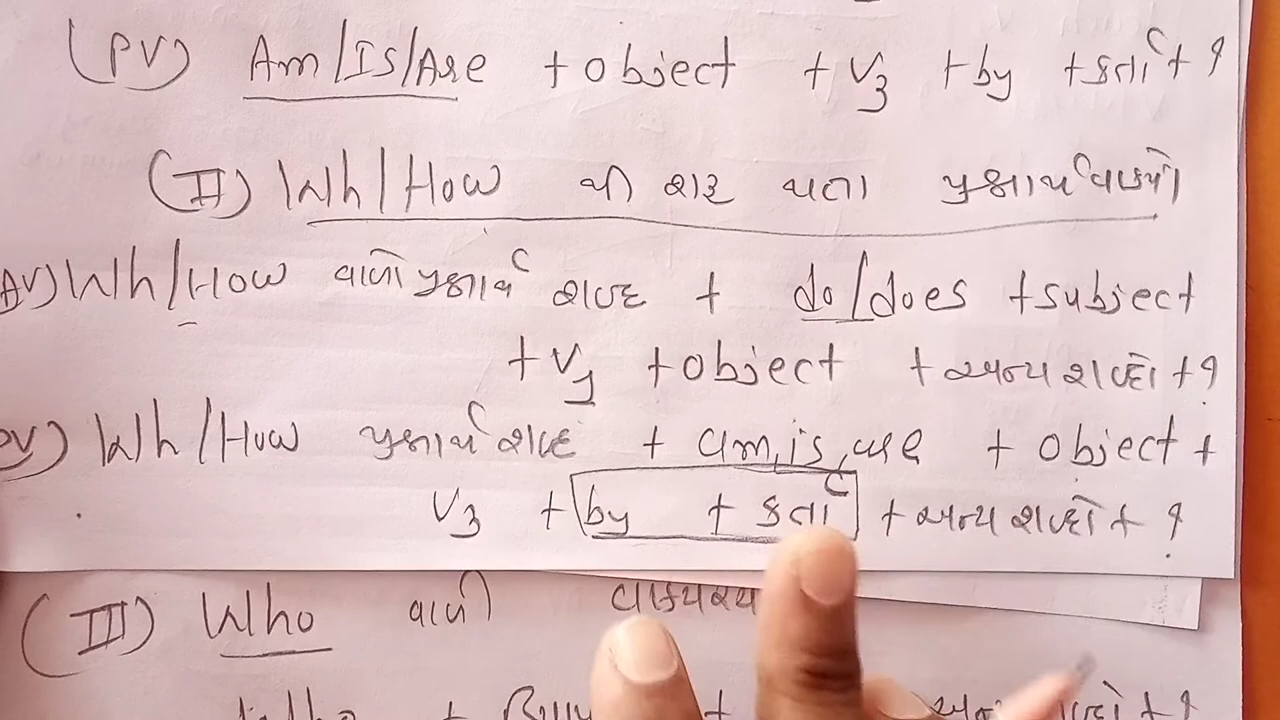 (PV) Am/Is/Are + object + V3 + by + કર્તા + ?
(II) Wh/How થી શરૂ થતા પ્રશ્નાર્થ વાક્યો
AV) Wh/How વાળો પ્રશ્નાર્થ શબ્દ + do/does + subject
+ V1 + object + અન્ય શબ્દો + ?
PV) Wh/How પ્રશ્નાર્થ શબ્દ + am, is, are + object +
V3 + by + કર્તા + અન્ય શબ્દો + ?
(III) Who વાળી